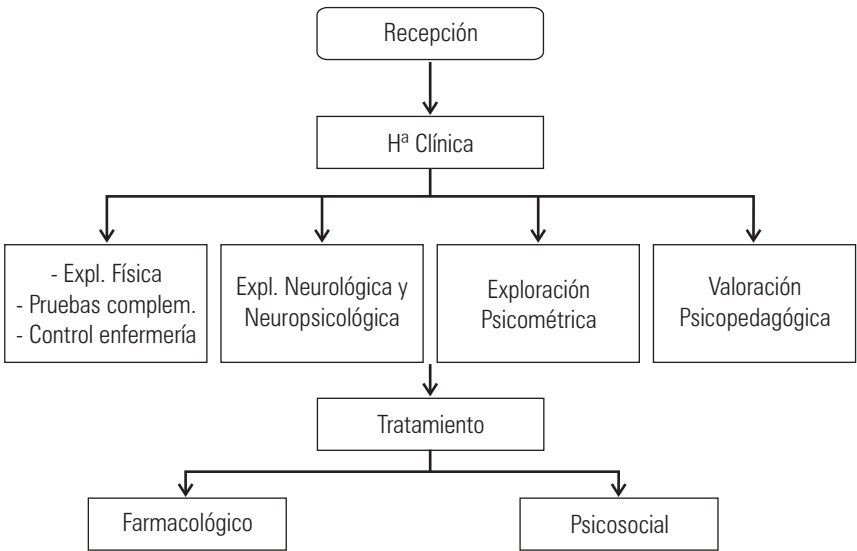 Recepción
Hª Clínica
- Expl. Física
- Pruebas complem.
- Control enfermería
Expl. Neurológica y
Neuropsicológica
Exploración
Psicométrica
Valoración
Psicopedagógica
Tratamiento
Farmacológico
Psicosocial